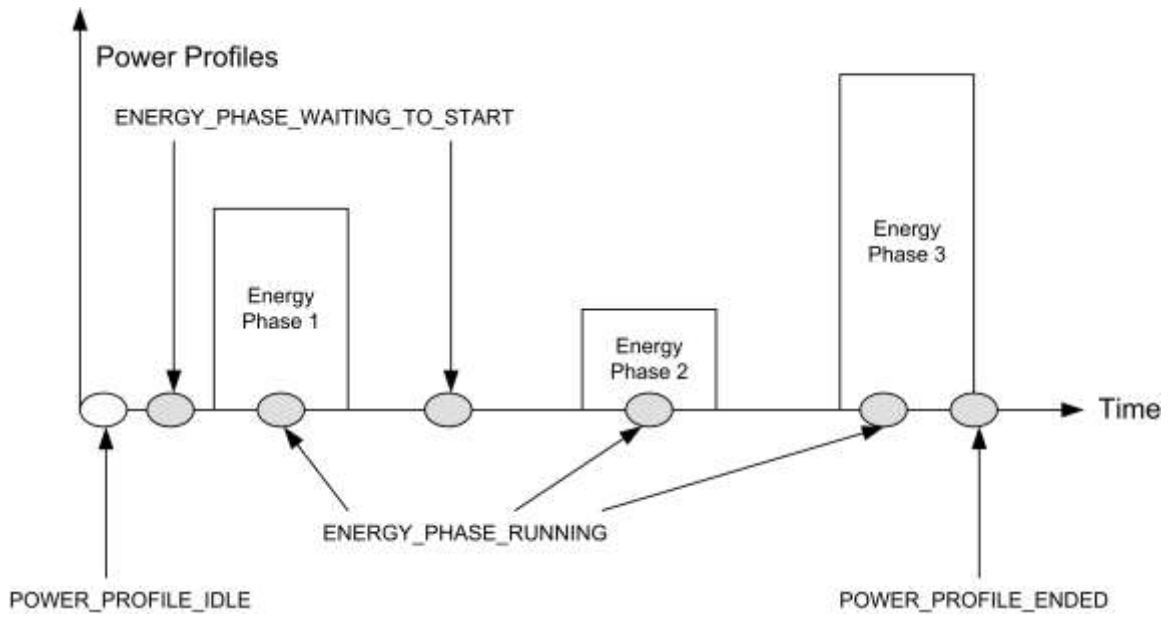 Power Profiles
ENERGY_PHASE_WAITING_TO_START
Energy
Phase 1
Energy
Phase 2
Energy
Phase 3
Time
ENERGY_PHASE_RUNNING
POWER_PROFILE_IDLE
POWER_PROFILE_ENDED